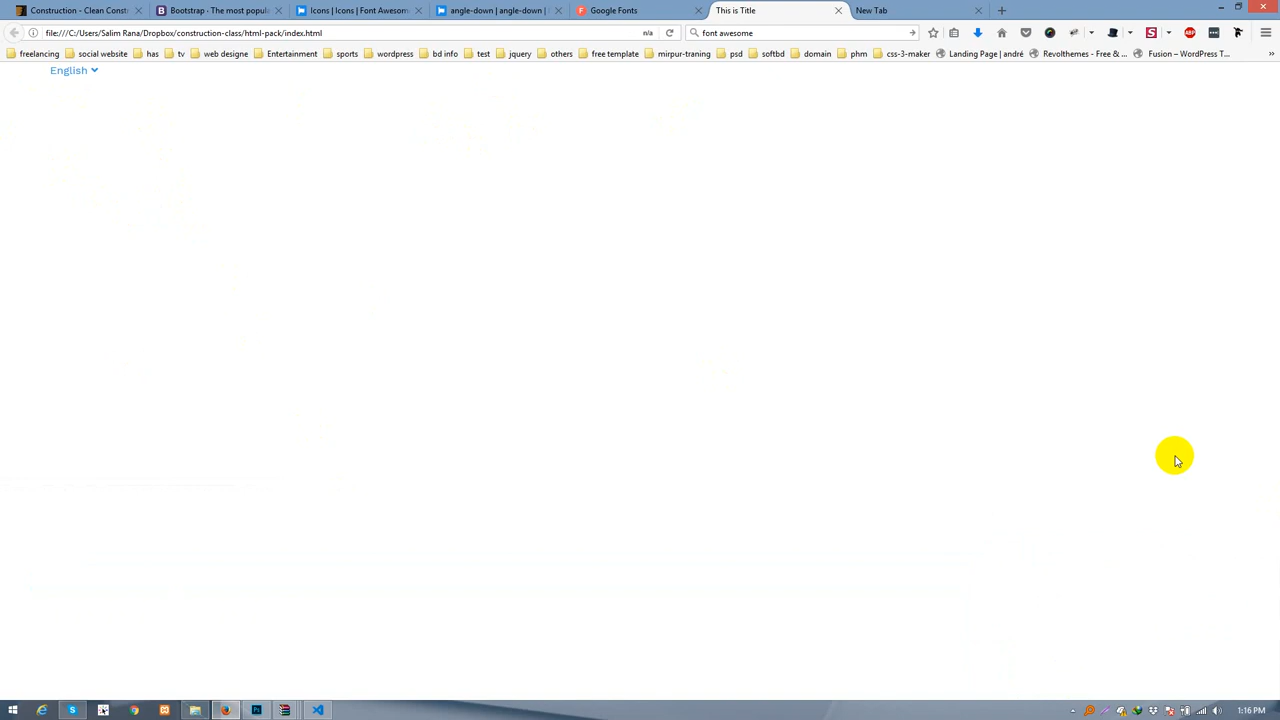 Construction - Clean Const
Bootstrap · The most popul
Icons | Icons | Font Awesom
angle-down | angle-down |
Google Fonts
This is Title
New Tab
file:///C:/Users/Salim Rana/Dropbox/construction-class/html-pack/index.html
n/a
font awesome
freelancing
social website
has
tv
web designe
Entertainment
sports
wordpress
bd info
test
jquery
others
free template
mirpur-traning
psd
softbd
domain
phm
css-3-maker
Landing Page | andré
Revolthemes - Free & ...
Fusion – WordPress T...
English
1:16 PM